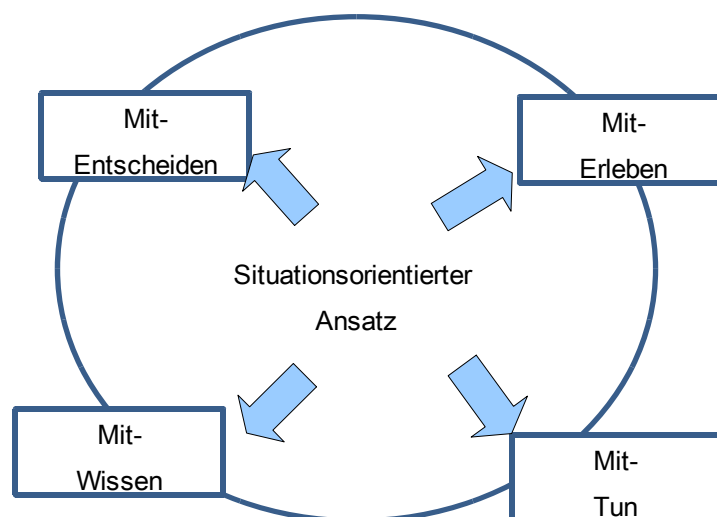 Mit-
Entscheiden
Mit-
Erleben
Situationsorientierter
Ansatz
Mit-
Wissen
Mit-
Tun